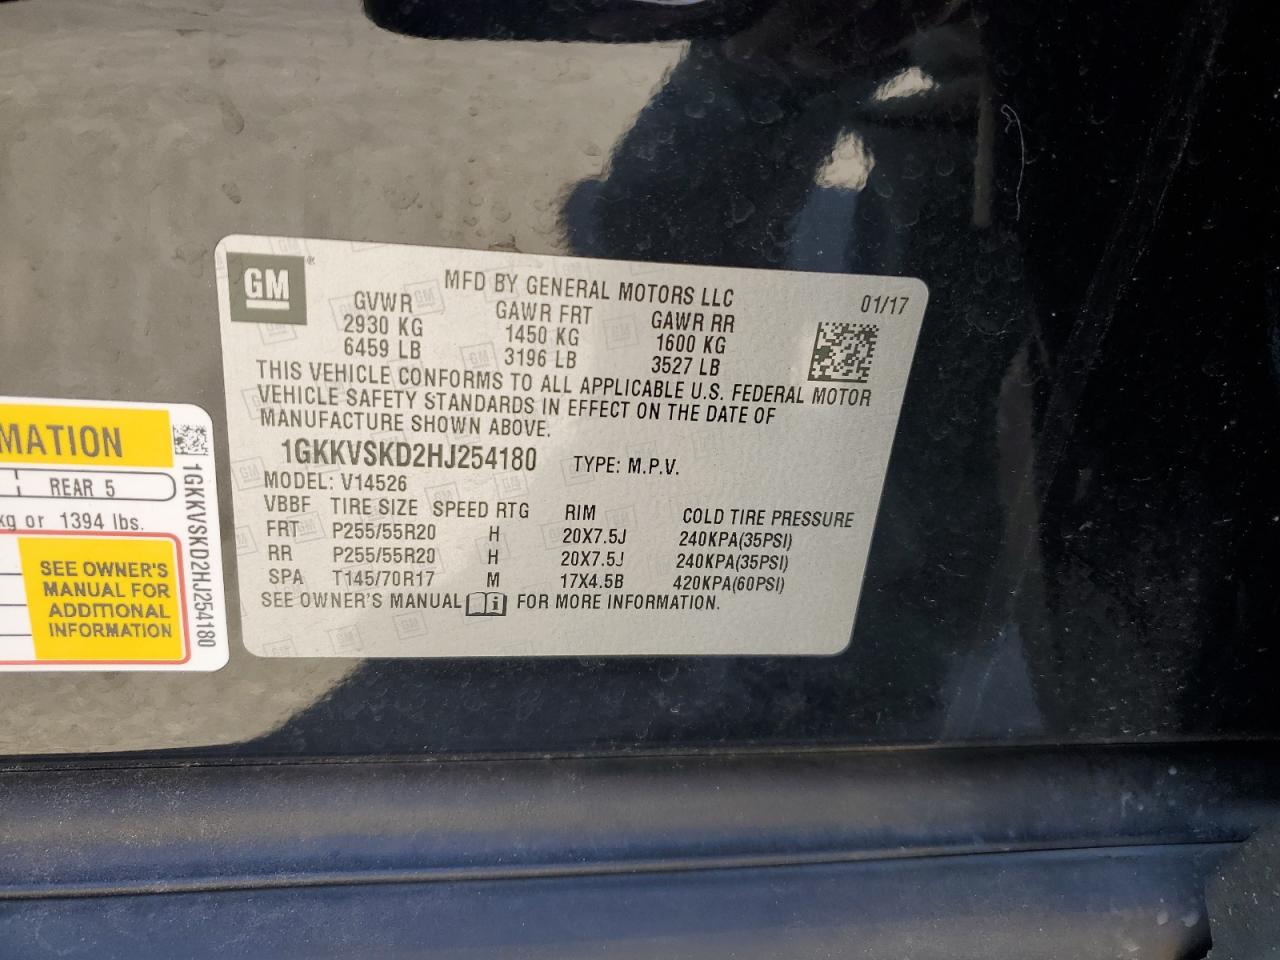 GM
MFD BY GENERAL MOTORS LLC 01/17
GVWR GAWR FRT GAWR RR
2930 KG 1450 KG 1600 KG
6459 LB 3196 LB 3527 LB
THIS VEHICLE CONFORMS TO ALL APPLICABLE U.S. FEDERAL MOTOR
VEHICLE SAFETY STANDARDS IN EFFECT ON THE DATE OF
MANUFACTURE SHOWN ABOVE.
1GKKVSKD2HJ254180 TYPE: M.P.V.
MODEL: V14526
VBBF TIRE SIZE SPEED RTG RIM COLD TIRE PRESSURE
FRT P255/55R20 H 20X7.5J 240KPA(35PSI)
RR P255/55R20 H 20X7.5J 240KPA(35PSI)
SPA T145/70R17 M 17X4.5B 420KPA(60PSI)
SEE OWNER'S MANUAL i FOR MORE INFORMATION.
MATION
REAR 5
kg or 1394 lbs.
SEE OWNER'S
MANUAL FOR
ADDITIONAL
INFORMATION
1GKKVSKD2HJ254180